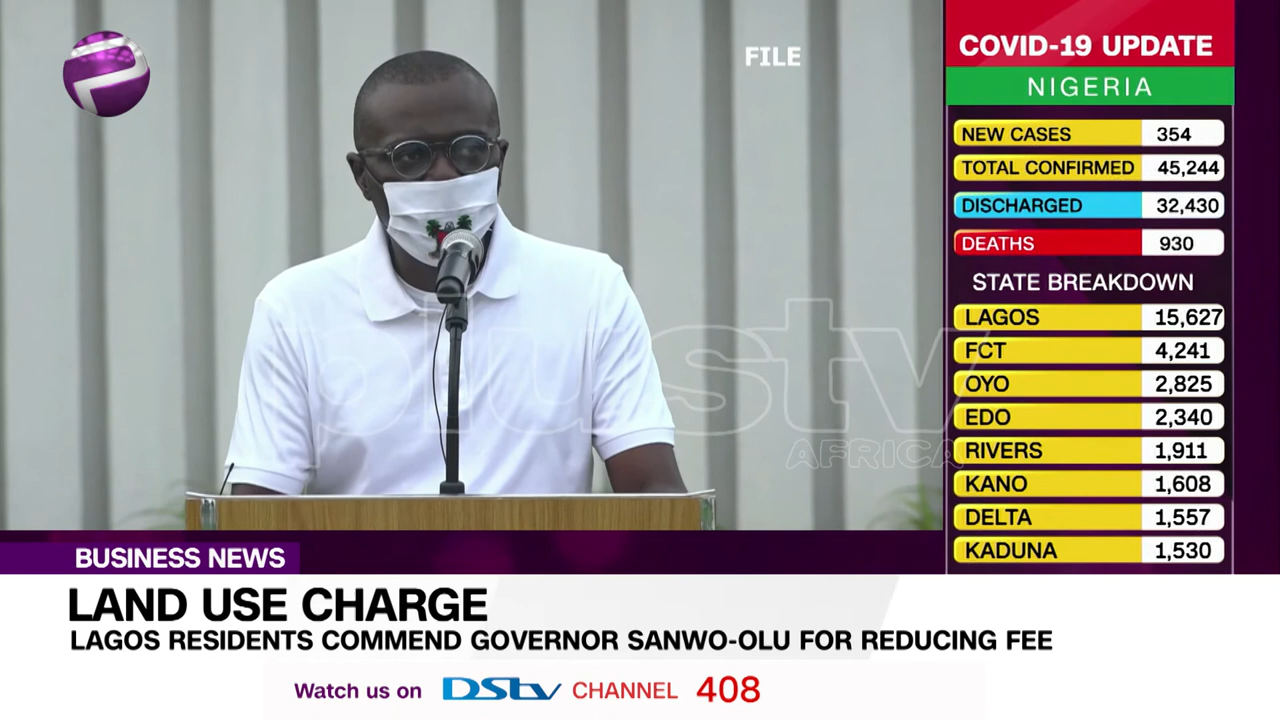 FILE
COVID-19 UPDATE
NIGERIA
NEW CASES 354
TOTAL CONFIRMED 45,244
DISCHARGED 32,430
DEATHS 930
STATE BREAKDOWN
LAGOS 15,627
FCT 4,241
OYO 2,825
EDO 2,340
RIVERS 1,911
KANO 1,608
DELTA 1,557
KADUNA 1,530
plustv
AFRICA
BUSINESS NEWS
LAND USE CHARGE
LAGOS RESIDENTS COMMEND GOVERNOR SANWO-OLU FOR REDUCING FEE
Watch us on DStv CHANNEL 408